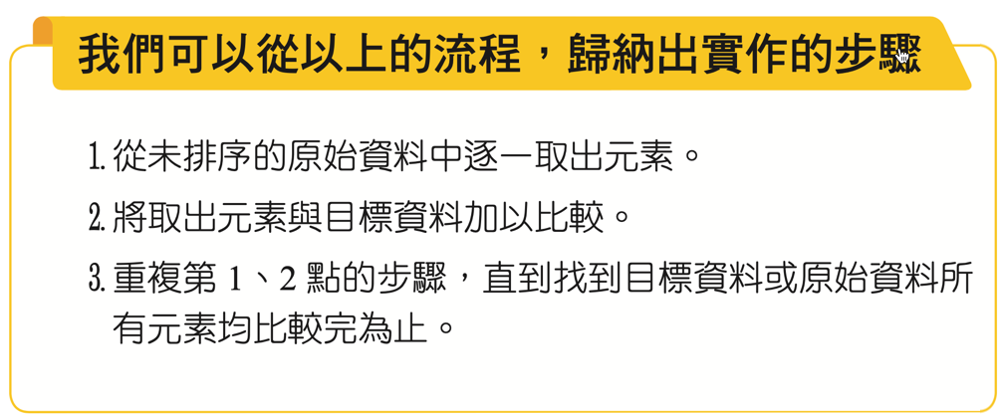 我們可以從以上的流程，歸納出實作的步驟
1. 從未排序的原始資料中逐一取出元素。
2. 將取出元素與目標資料加以比較。
3. 重複第 1、2 點的步驟，直到找到目標資料或原始資料所
有元素均比較完為止。